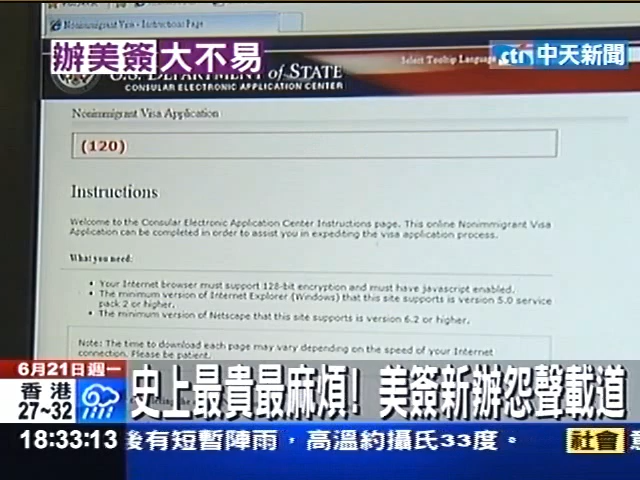 Nonimmigrant Visa - Instructions Page
辦美簽大不易
ctn 中天新聞
U.S. DEPARTMENT of STATE
CONSULAR ELECTRONIC APPLICATION CENTER
Select Tooltip Language
Nonimmigrant Visa Application
(120)
Instructions
Welcome to the Consular Electronic Application Center Instructions page. This online Nonimmigrant Visa
Application can be completed in order to assist you in expediting the visa application process.
What you need:
• Your Internet browser must support 128-bit encryption and must have javascript enabled.
• The minimum version of Internet Explorer (Windows) that this site supports is version 5.0 service
pack 2 or higher.
• The minimum version of Netscape that this site supports is version 6.2 or higher.
Note: The time to download each page may vary depending on the speed of your Internet
connection. Please be patient.
6月21日週一
香港
27~32
史上最貴最麻煩! 美簽新辦怨聲載道
18:33:13
後有短暫陣雨，高溫約攝氏33度。
社會